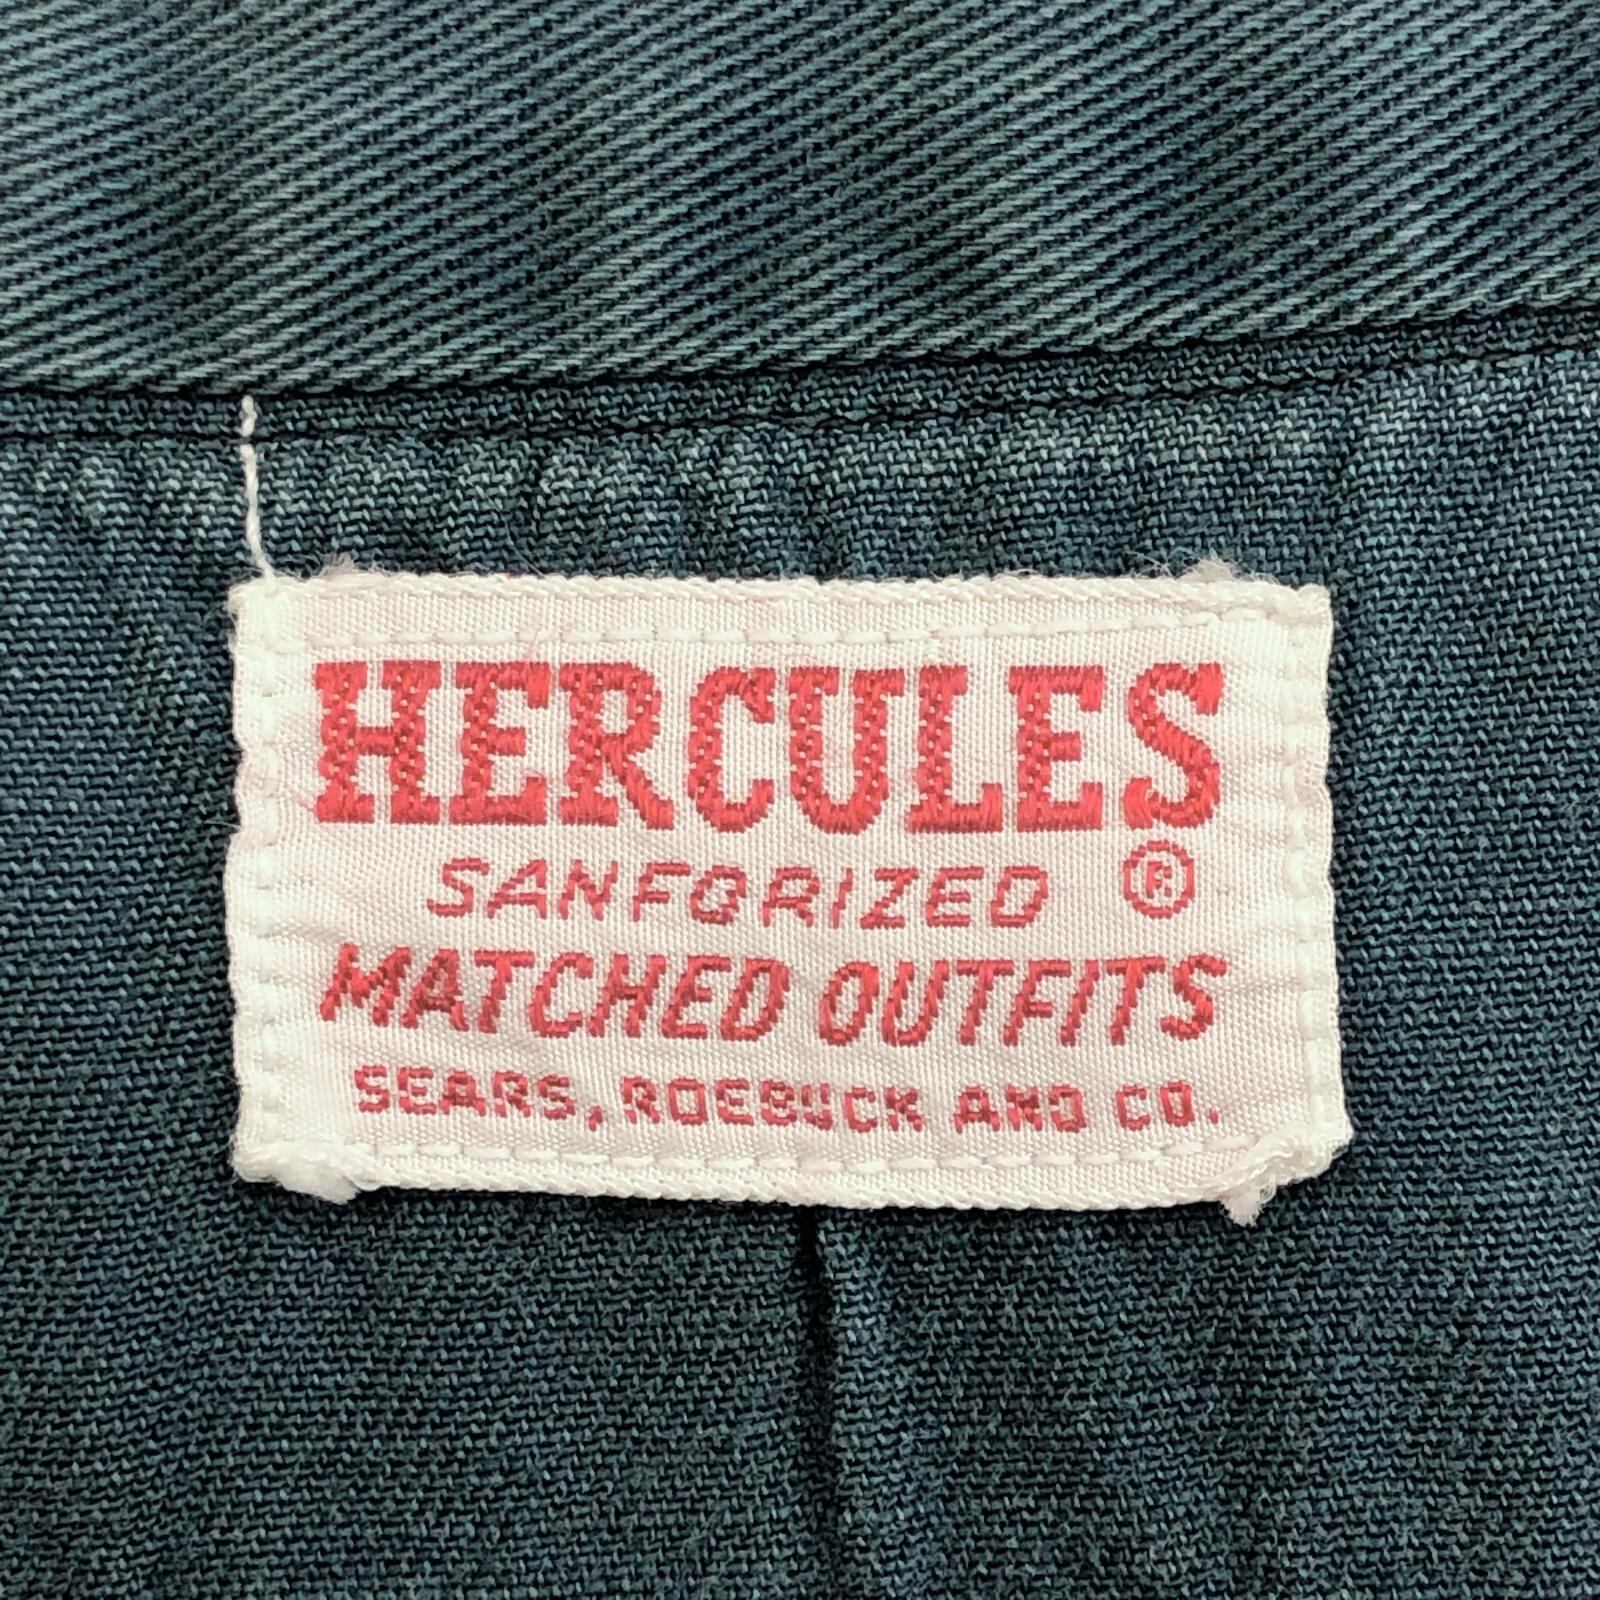 HERCULES
SANFORIZED ®
MATCHED OUTFITS
SEARS, ROEBUCK AND CO.